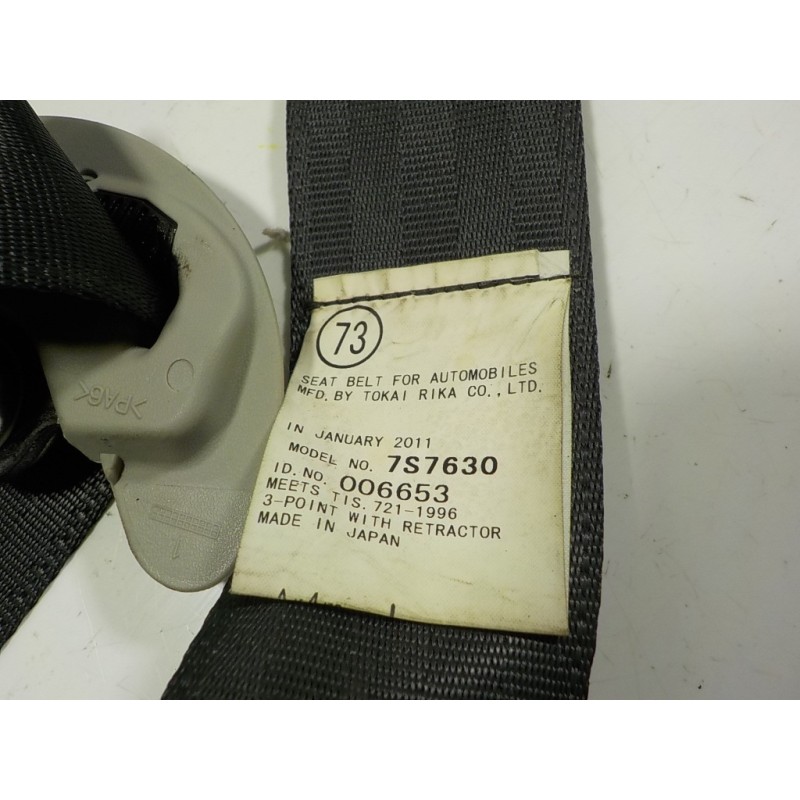 73
SEAT BELT FOR AUTOMOBILES
MFD. BY TOKAI RIKA CO., LTD.
IN JANUARY 2011
MODEL NO. 7S7630
ID. NO. 006653
MEETS TIS. 721-1996
3-POINT WITH RETRACTOR
MADE IN JAPAN
>PA6<
1